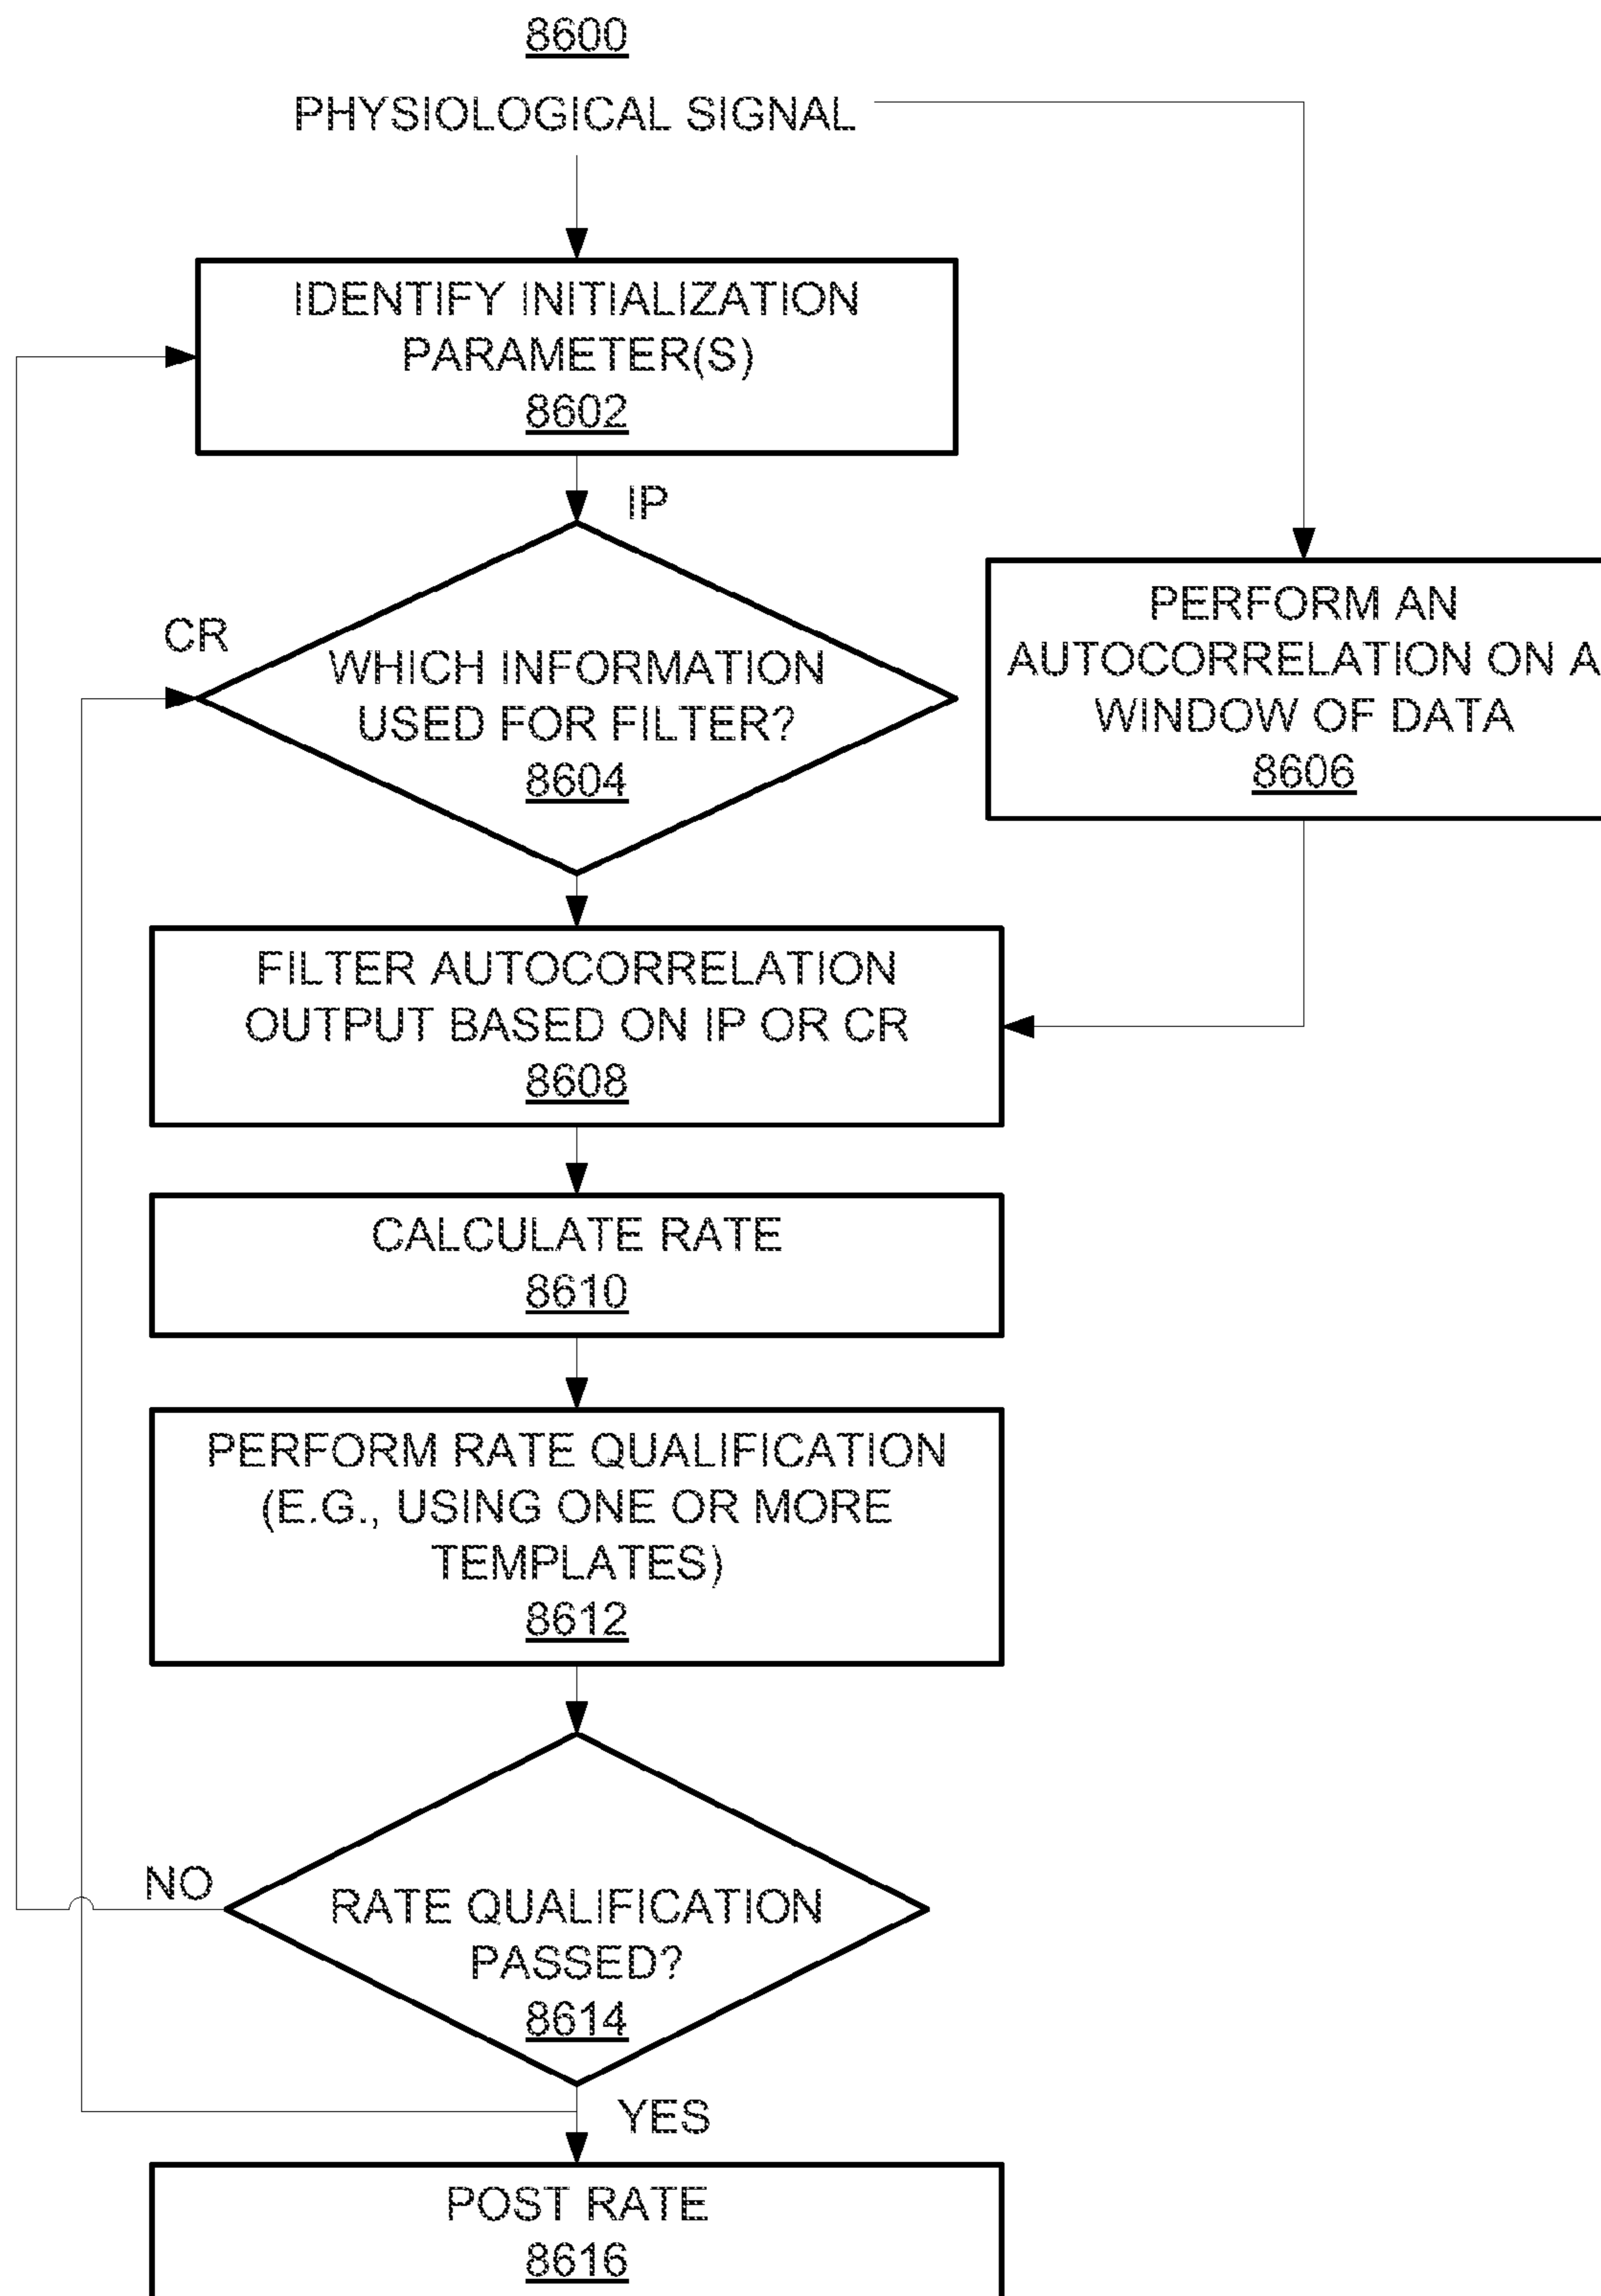 8600
PHYSIOLOGICAL SIGNAL
IDENTIFY INITIALIZATION
PARAMETER(S)
8602
IP
CR
WHICH INFORMATION
USED FOR FILTER?
8604
PERFORM AN
AUTOCORRELATION ON A
WINDOW OF DATA
8606
FILTER AUTOCORRELATION
OUTPUT BASED ON IP OR CR
8608
CALCULATE RATE
8610
PERFORM RATE QUALIFICATION
(E.G., USING ONE OR MORE
TEMPLATES)
8612
NO
RATE QUALIFICATION
PASSED?
8614
YES
POST RATE
8616